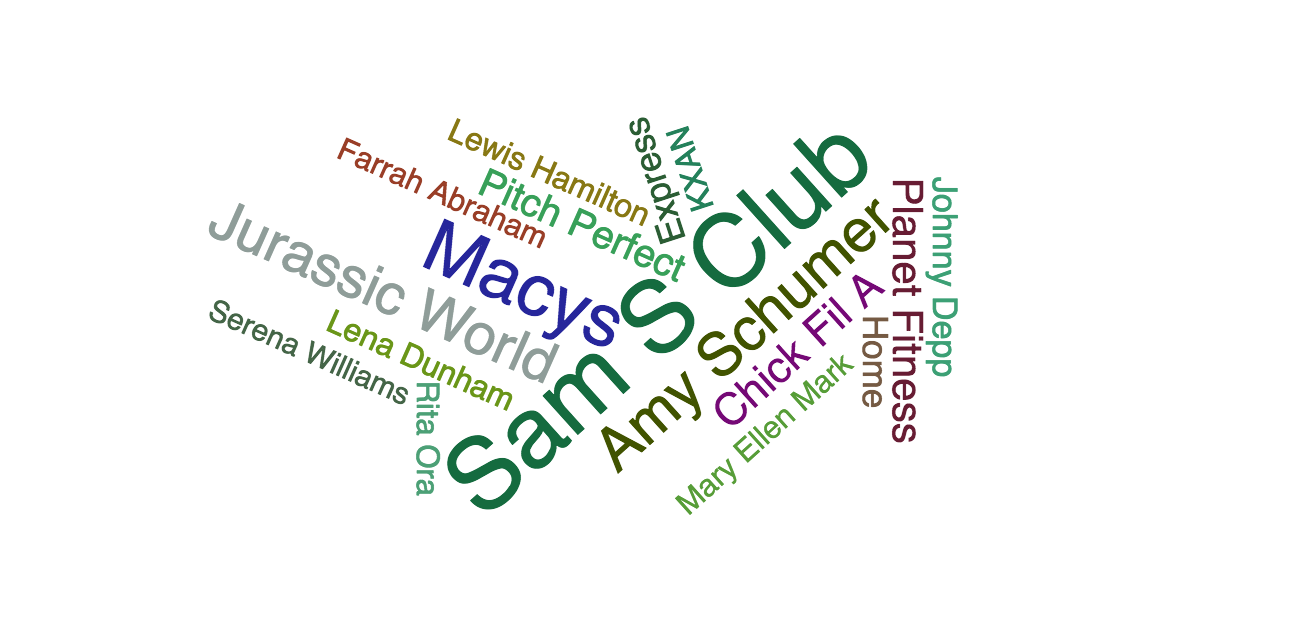 Lewis Hamilton
Farrah Abraham
Pitch Perfect
Express
KXAN
Jurassic World
Macys
Sam S Club
Serena Williams
Lena Dunham
Rita Ora
Amy Schumer
Chick Fil A
Mary Ellen Mark
Home
Planet Fitness
Johnny Depp